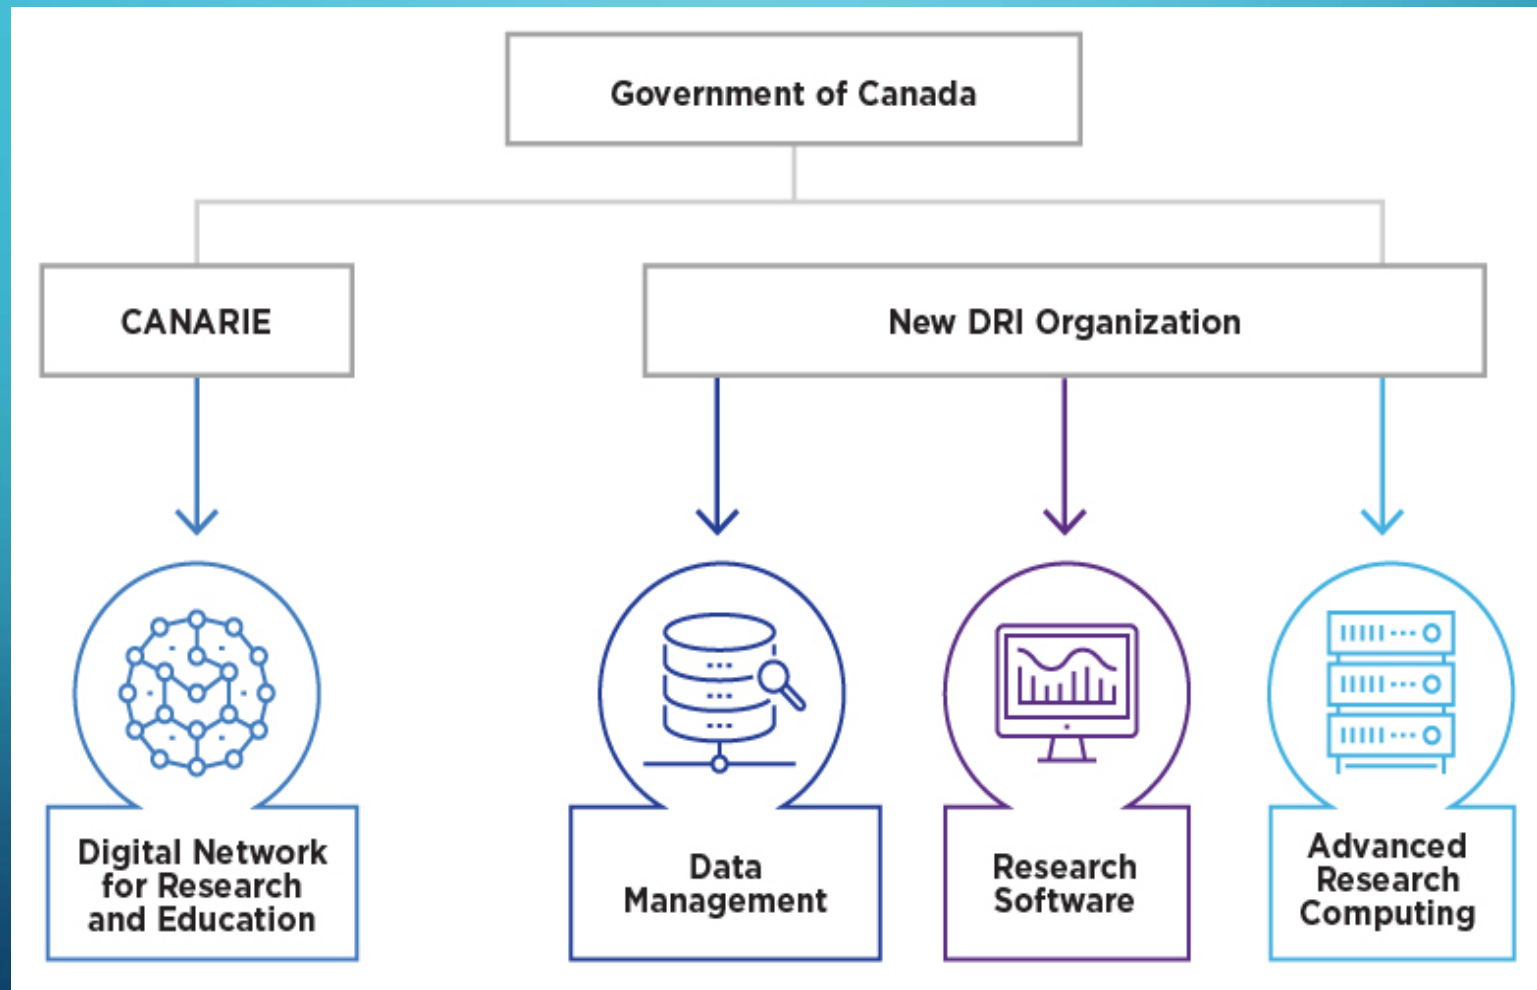 Government of Canada
CANARIE
New DRI Organization
Digital Network
for Research
and Education
Data
Management
Research
Software
Advanced
Research
Computing